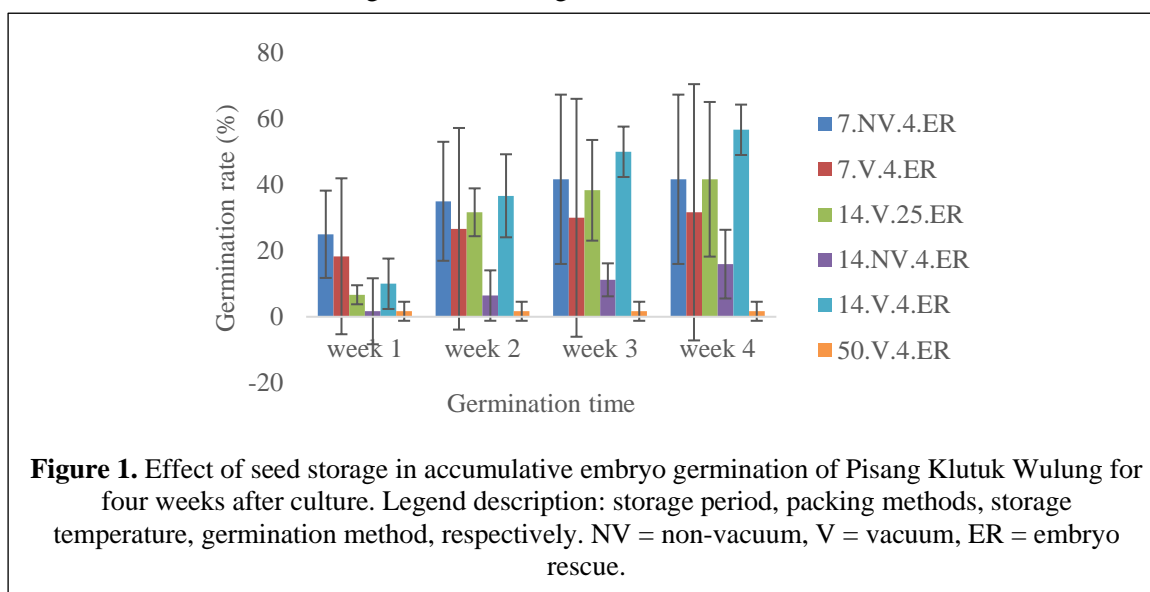 80
60
40
20
0
-20
Germination rate (%)
week 1 week 2 week 3 week 4
Germination time
7.NV.4.ER
7.V.4.ER
14.V.25.ER
14.NV.4.ER
14.V.4.ER
50.V.4.ER
Figure 1. Effect of seed storage in accumulative embryo germination of Pisang Klutuk Wulung for
four weeks after culture. Legend description: storage period, packing methods, storage
temperature, germination method, respectively. NV = non-vacuum, V = vacuum, ER = embryo
rescue.